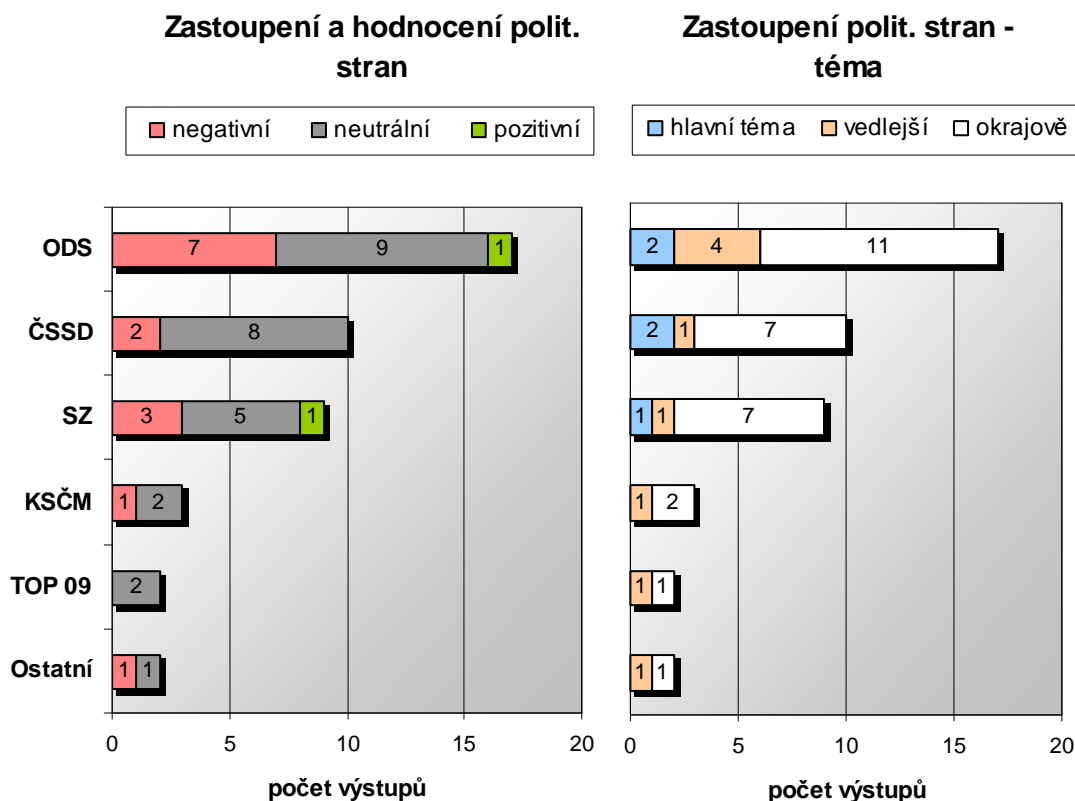 Zastoupení a hodnocení polit.
stran
negativní neutrální pozitivní
ODS 7 9 1
ČSSD 2 8
SZ 3 5 1
KSČM 1 2
TOP 09 2
Ostatní 1 1
0 5 10 15 20
počet výstupů
Zastoupení polit. stran -
téma
hlavní téma vedlejší okrajově
2 4 11
2 1 7
1 1 7
1 2
1 1
1 1
0 5 10 15 20
počet výstupů